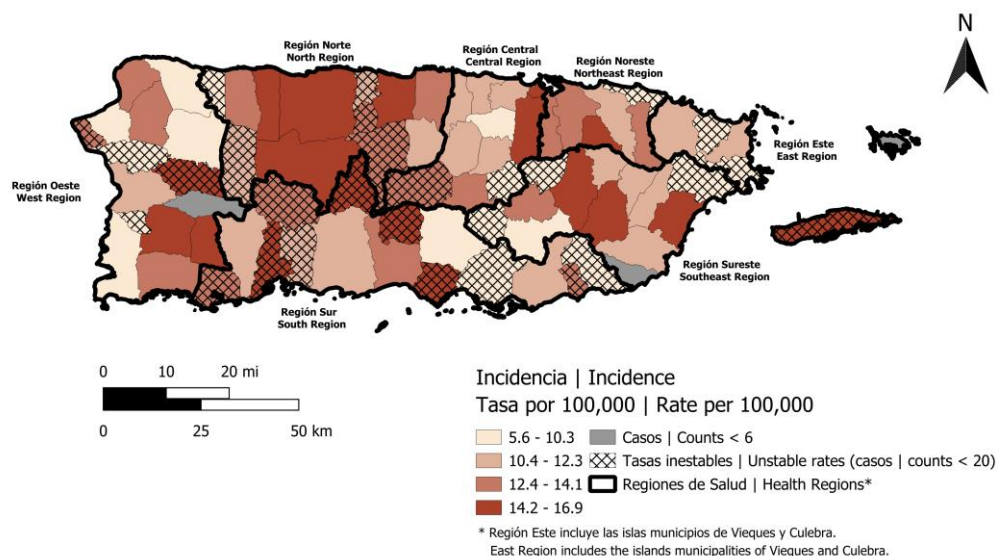 N
Región Norte
North Region
Región Central
Central Region
Región Noreste
Northeast Region
Región Este
East Region
Región Oeste
West Region
Región Sureste
Southeast Region
Región Sur
South Region
0 10 20 mi
0 25 50 km
Incidencia | Incidence
Tasa por 100,000 | Rate per 100,000
5.6 - 10.3 Casos | Counts < 6
10.4 - 12.3 Tasas inestables | Unstable rates (casos | counts < 20)
12.4 - 14.1 Regiones de Salud | Health Regions*
14.2 - 16.9
* Región Este incluye las islas municipios de Vieques y Culebra.
East Region includes the islands municipalities of Vieques and Culebra.